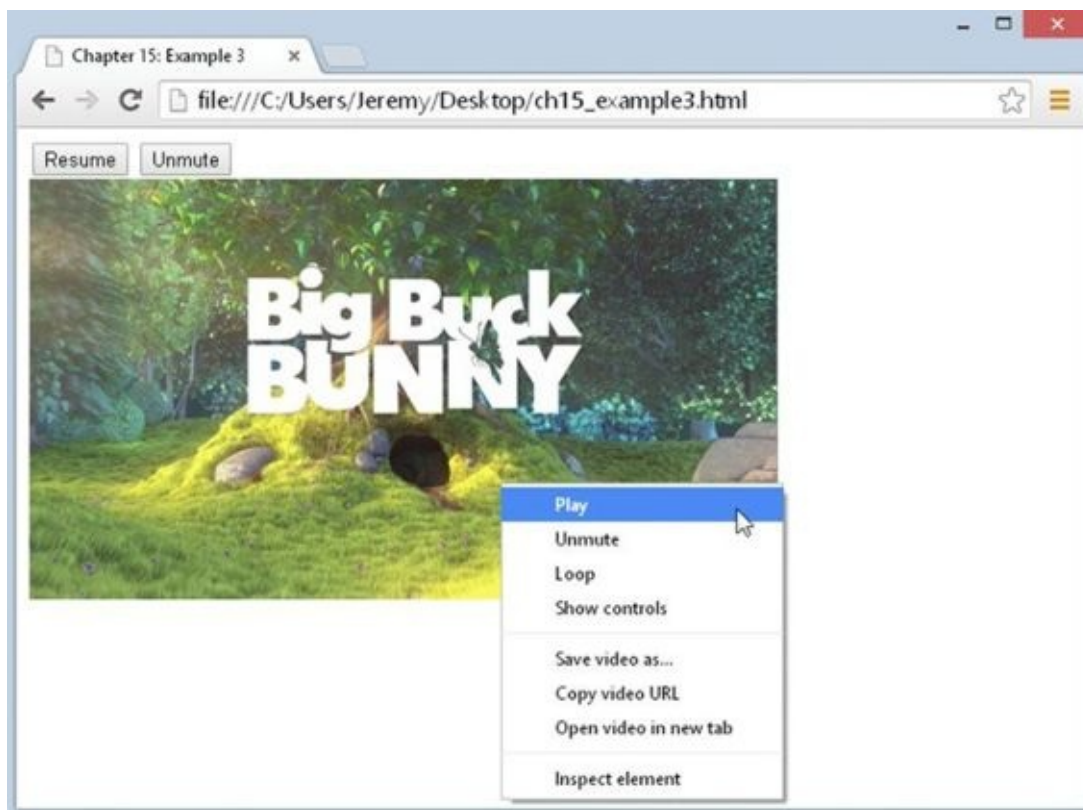 Chapter 15: Example 3
file:///C:/Users/Jeremy/Desktop/ch15_example3.html
Resume Unmute
Big Buck
BUNNY
Play
Unmute
Loop
Show controls
Save video as...
Copy video URL
Open video in new tab
Inspect element